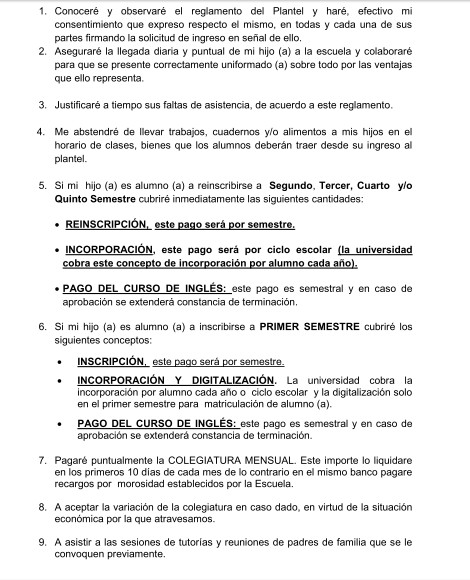 1. Conoceré y observaré el reglamento del Plantel y haré, efectivo mi
consentimiento que expreso respecto el mismo, en todas y cada una de sus
partes firmando la solicitud de ingreso en señal de ello.
2. Aseguraré la llegada diaria y puntual de mi hijo (a) a la escuela y colaboraré
para que se presente correctamente uniformado (a) sobre todo por las ventajas
que ello representa.
3. Justificaré a tiempo sus faltas de asistencia, de acuerdo a este reglamento.
4. Me abstendré de llevar trabajos, cuadernos y/o alimentos a mis hijos en el
horario de clases, bienes que los alumnos deberán traer desde su ingreso al
plantel.
5. Si mi hijo (a) es alumno (a) a reinscribirse a Segundo, Tercer, Cuarto y/o
Quinto Semestre cubriré inmediatamente las siguientes cantidades:
• REINSCRIPCIÓN, este pago será por semestre.
• INCORPORACIÓN, este pago será por ciclo escolar (la universidad
cobra este concepto de incorporación por alumno cada año).
• PAGO DEL CURSO DE INGLÉS: este pago es semestral y en caso de
aprobación se extenderá constancia de terminación.
6. Si mi hijo (a) es alumno (a) a inscribirse a PRIMER SEMESTRE cubriré los
siguientes conceptos:
• INSCRIPCIÓN, este pago será por semestre.
• INCORPORACIÓN Y DIGITALIZACIÓN. La universidad cobra la
incorporación por alumno cada año o ciclo escolar y la digitalización solo
en el primer semestre para matriculación de alumno (a).
• PAGO DEL CURSO DE INGLÉS: este pago es semestral y en caso de
aprobación se extenderá constancia de terminación.
7. Pagaré puntualmente la COLEGIATURA MENSUAL. Este importe lo liquidare
en los primeros 10 días de cada mes de lo contrario en el mismo banco pagare
recargos por morosidad establecidos por la Escuela.
8. A aceptar la variación de la colegiatura en caso dado, en virtud de la situación
económica por la que atravesamos.
9. A asistir a las sesiones de tutorías y reuniones de padres de familia que se le
convoquen previamente.